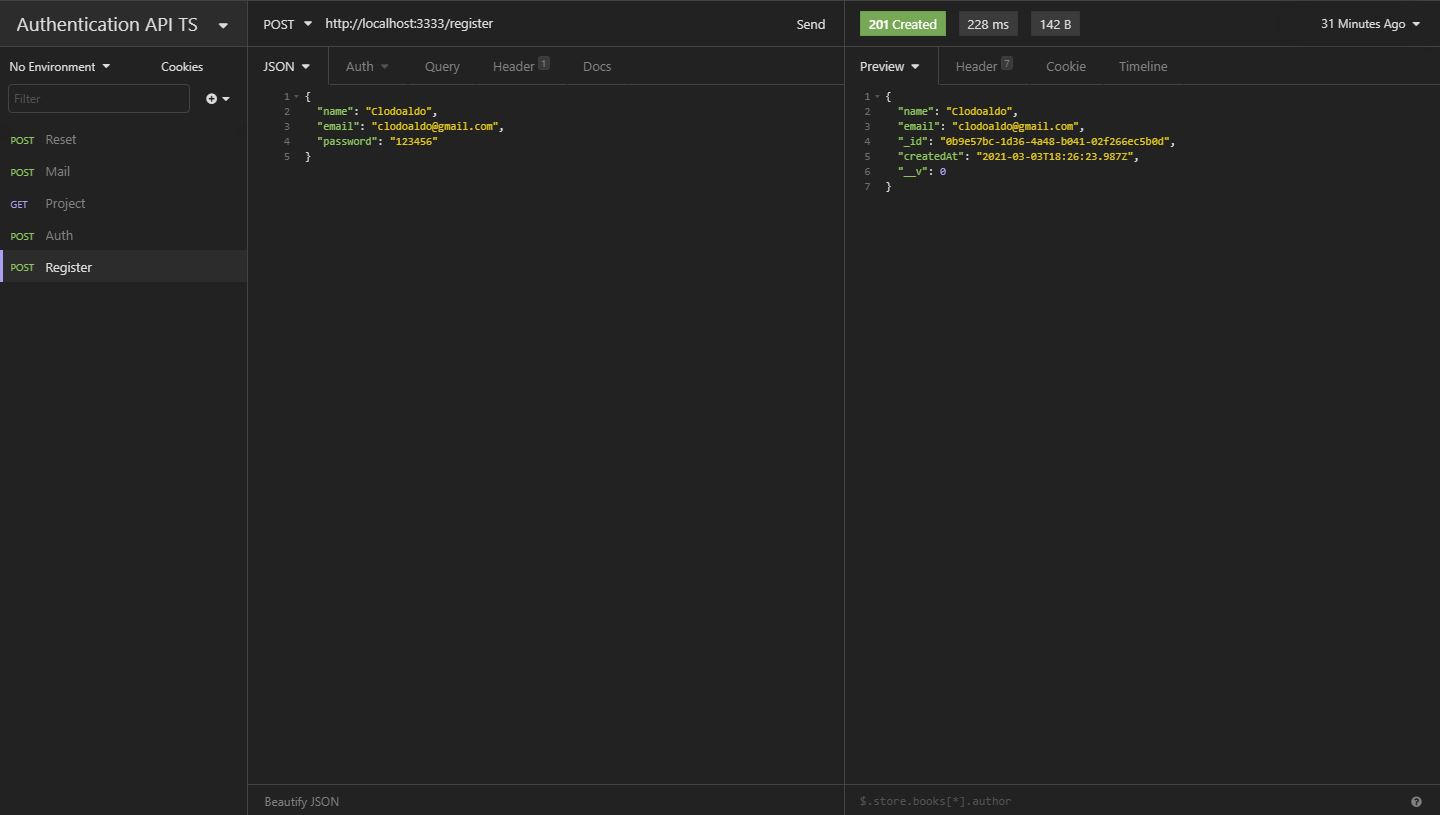 Authentication API TS
No Environment Cookies
Filter
POST Reset
POST Mail
GET Project
POST Auth
POST Register
POST http://localhost:3333/register Send
JSON Auth Query Header 1 Docs
1 {
2 "name": "Clodoaldo",
3 "email": "clodoaldo@gmail.com",
4 "password": "123456"
5 }
Beautify JSON
201 Created 228 ms 142 B 31 Minutes Ago
Preview Header 7 Cookie Timeline
1 {
2 "name": "Clodoaldo",
3 "email": "clodoaldo@gmail.com",
4 "_id": "0b9e57bc-1d36-4a48-b041-02f266ec5b0d",
5 "createdAt": "2021-03-03T18:26:23.987Z",
6 "__v": 0
7 }
$.store.books[*].author ?